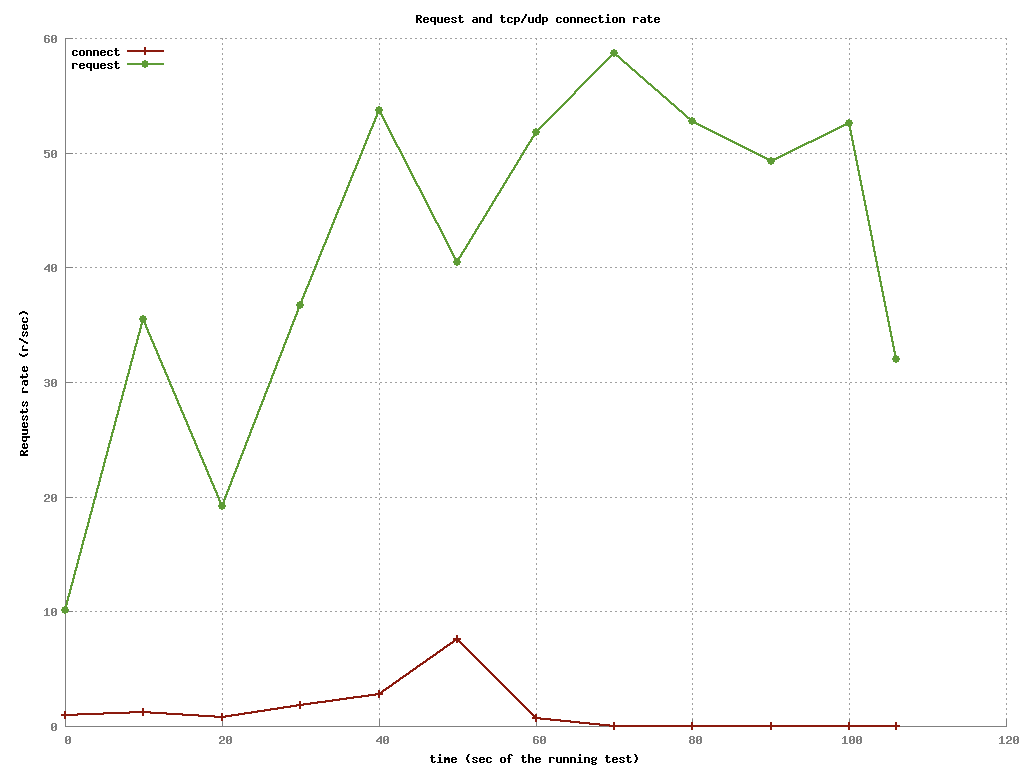 Request and tcp/udp connection rate
60
connect
request
50
40
Requests rate (r/sec)
30
20
10
0
0 20 40 60 80 100 120
time (sec of the running test)